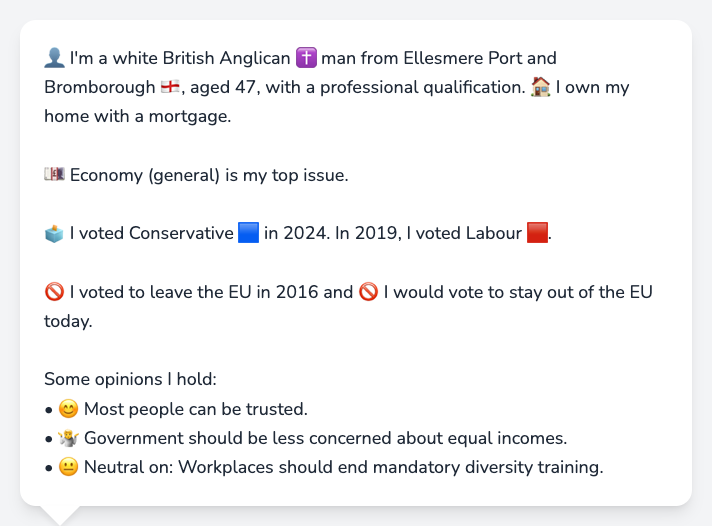 👤 I'm a white British Anglican ✝️ man from Ellesmere Port and
Bromborough 🏴󠁧󠁢󠁥󠁮󠁧󠁿, aged 47, with a professional qualification. 🏠 I own my
home with a mortgage.
💷 Economy (general) is my top issue.
🗳️ I voted Conservative 🟦 in 2024. In 2019, I voted Labour 🟥.
🚫 I voted to leave the EU in 2016 and 🚫 I would vote to stay out of the EU
today.
Some opinions I hold:
• 😊 Most people can be trusted.
• 🤷 Government should be less concerned about equal incomes.
• 😐 Neutral on: Workplaces should end mandatory diversity training.